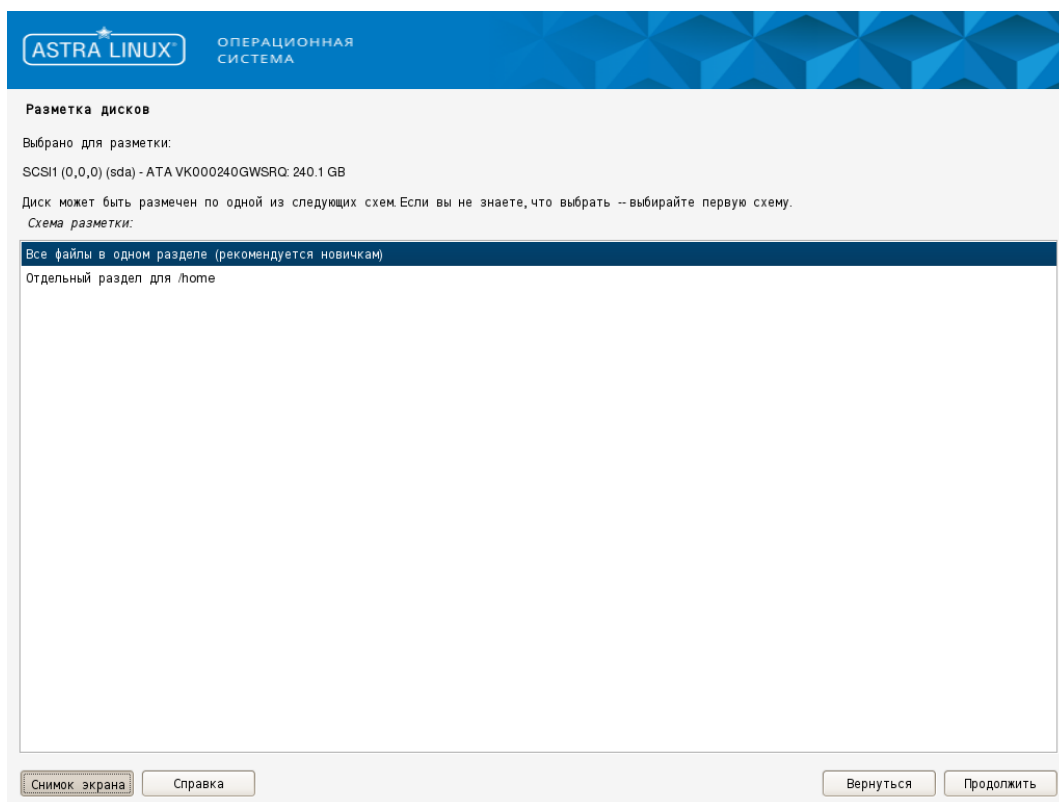 ASTRA LINUX®
ОПЕРАЦИОННАЯ
СИСТЕМА
Разметка дисков
Выбрано для разметки:
SCSI1 (0,0,0) (sda) - ATA VK000240GWSRQ: 240.1 GB
Диск может быть размечен по одной из следующих схем. Если вы не знаете, что выбрать -- выбирайте первую схему.
Схема разметки:
Все файлы в одном разделе (рекомендуется новичкам)
Отдельный раздел для /home
Снимок экрана
Справка
Вернуться
Продолжить